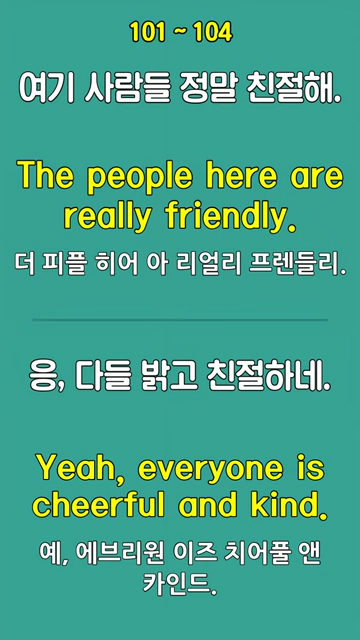 101 ~ 104
여기 사람들 정말 친절해.
The people here are
really friendly.
더 피플 히어 아 리얼리 프렌들리.
응, 다들 밝고 친절하네.
Yeah, everyone is
cheerful and kind.
예, 에브리원 이즈 치어풀 앤
카인드.